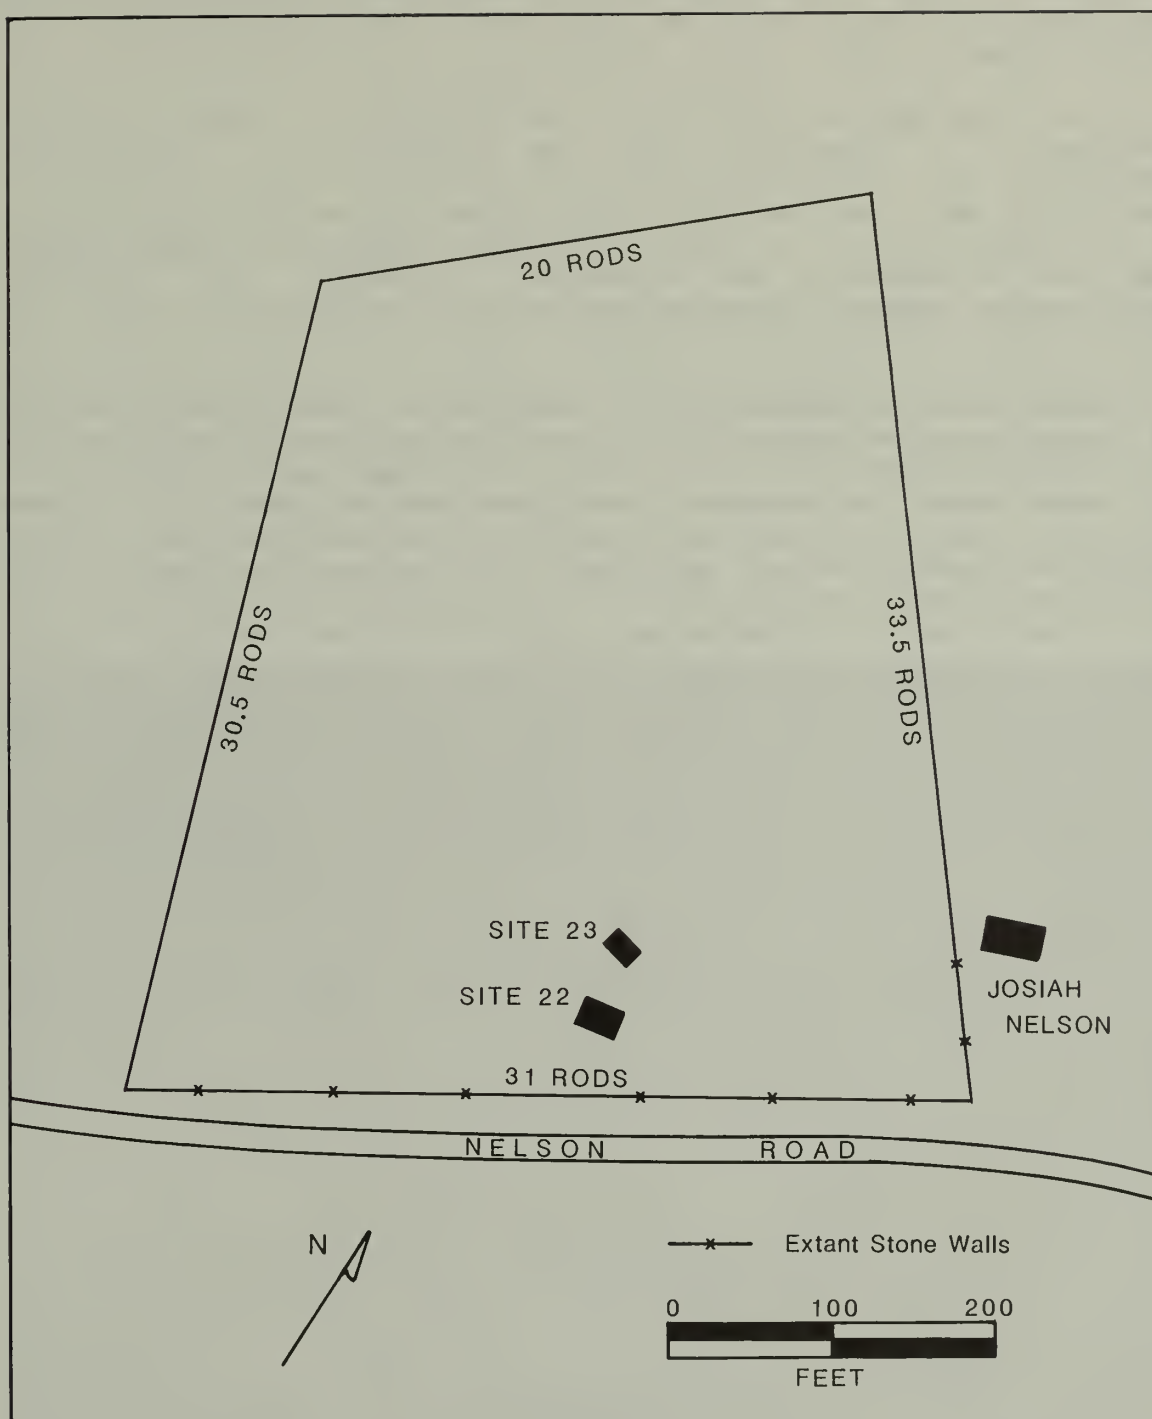 20 RODS
30.5 RODS
33.5 RODS
SITE 23
SITE 22
JOSIAH
NELSON
31 RODS
NELSON ROAD
N
Extant Stone Walls
0 100 200
FEET